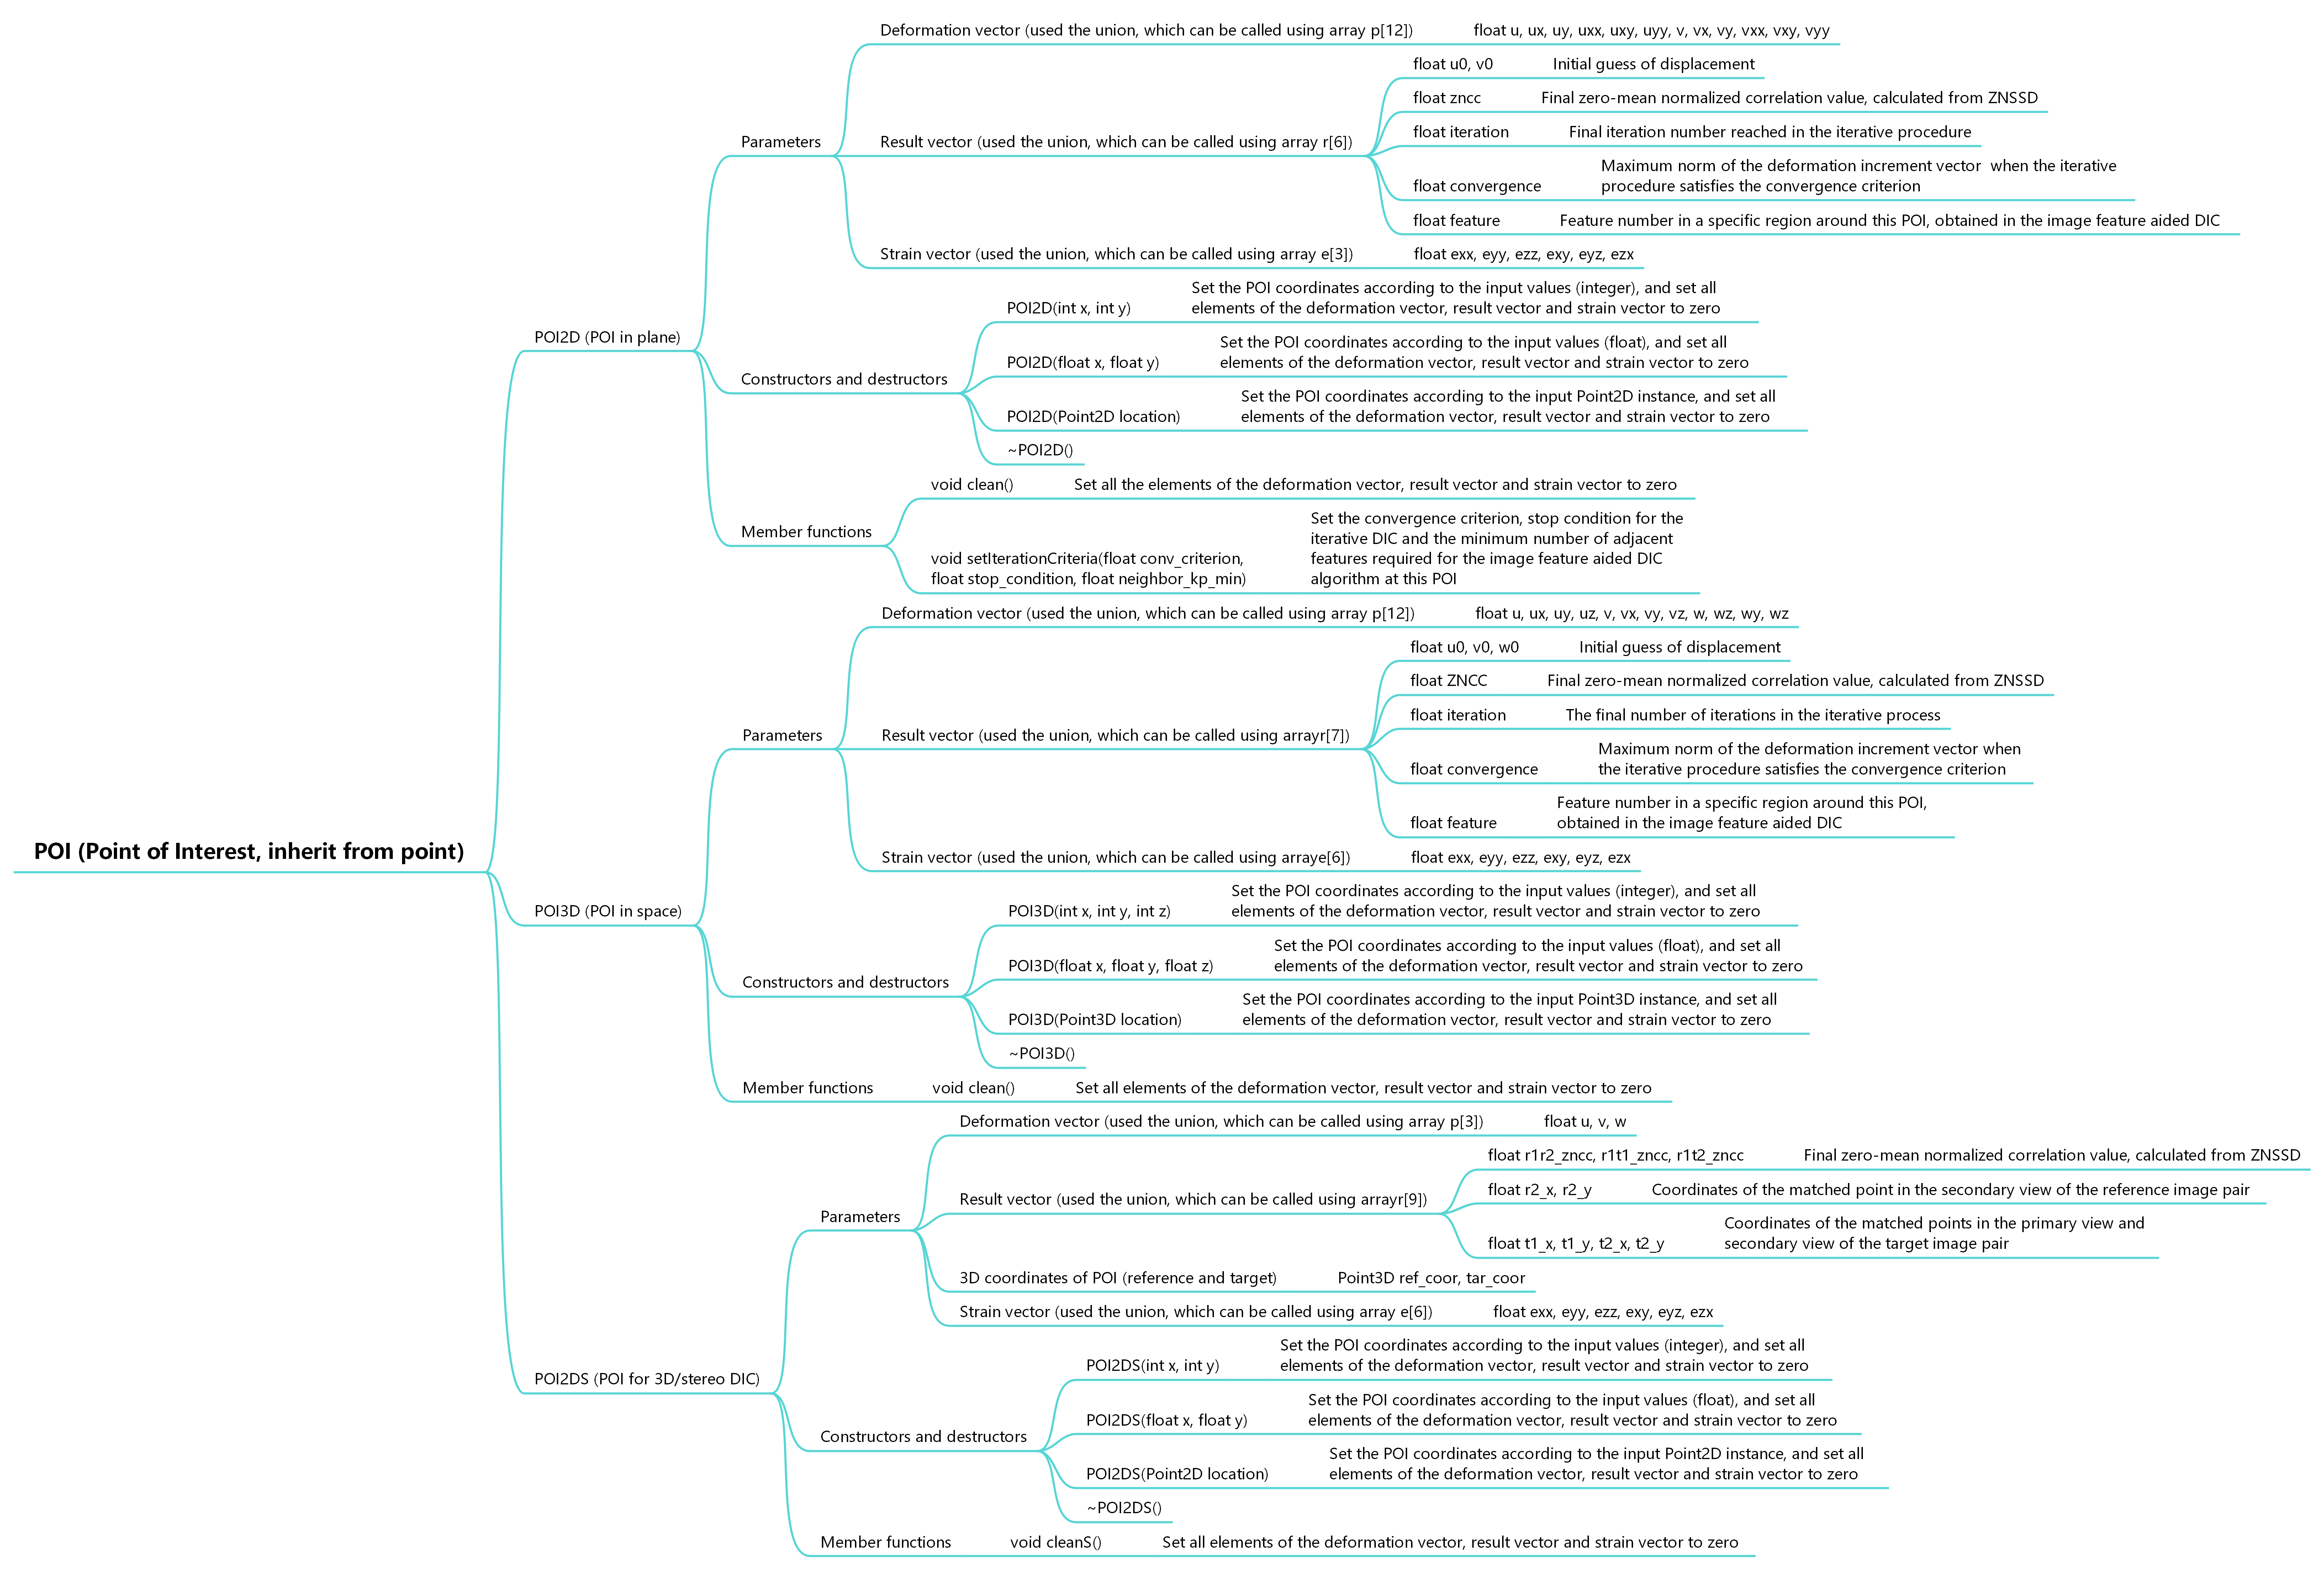 POI (Point of Interest, inherit from point)
POI2D (POI in plane)
Parameters
Deformation vector (used the union, which can be called using array p[12])
float u, ux, uy, uxx, uxy, uyy, v, vx, vy, vxx, vxy, vyy
Result vector (used the union, which can be called using array r[6])
float u0, v0
Initial guess of displacement
float zncc
Final zero-mean normalized correlation value, calculated from ZNSSD
float iteration
Final iteration number reached in the iterative procedure
float convergence
Maximum norm of the deformation increment vector  when the iterative
procedure satisfies the convergence criterion
float feature
Feature number in a specific region around this POI, obtained in the image feature aided DIC
Strain vector (used the union, which can be called using array e[3])
float exx, eyy, ezz, exy, eyz, ezx
Constructors and destructors
POI2D(int x, int y)
Set the POI coordinates according to the input values (integer), and set all
elements of the deformation vector, result vector and strain vector to zero
POI2D(float x, float y)
Set the POI coordinates according to the input values (float), and set all
elements of the deformation vector, result vector and strain vector to zero
POI2D(Point2D location)
Set the POI coordinates according to the input Point2D instance, and set all
elements of the deformation vector, result vector and strain vector to zero
~POI2D()
Member functions
void clean()
Set all the elements of the deformation vector, result vector and strain vector to zero
void setIterationCriteria(float conv_criterion,
float stop_condition, float neighbor_kp_min)
Set the convergence criterion, stop condition for the
iterative DIC and the minimum number of adjacent
features required for the image feature aided DIC
algorithm at this POI
POI3D (POI in space)
Parameters
Deformation vector (used the union, which can be called using array p[12])
float u, ux, uy, uz, v, vx, vy, vz, w, wz, wy, wz
Result vector (used the union, which can be called using arrayr[7])
float u0, v0, w0
Initial guess of displacement
float ZNCC
Final zero-mean normalized correlation value, calculated from ZNSSD
float iteration
The final number of iterations in the iterative process
float convergence
Maximum norm of the deformation increment vector when
the iterative procedure satisfies the convergence criterion
float feature
Feature number in a specific region around this POI,
obtained in the image feature aided DIC
Strain vector (used the union, which can be called using arraye[6])
float exx, eyy, ezz, exy, eyz, ezx
Constructors and destructors
POI3D(int x, int y, int z)
Set the POI coordinates according to the input values (integer), and set all
elements of the deformation vector, result vector and strain vector to zero
POI3D(float x, float y, float z)
Set the POI coordinates according to the input values (float), and set all
elements of the deformation vector, result vector and strain vector to zero
POI3D(Point3D location)
Set the POI coordinates according to the input Point3D instance, and set all
elements of the deformation vector, result vector and strain vector to zero
~POI3D()
Member functions
void clean()
Set all elements of the deformation vector, result vector and strain vector to zero
POI2DS (POI for 3D/stereo DIC)
Parameters
Deformation vector (used the union, which can be called using array p[3])
float u, v, w
Result vector (used the union, which can be called using arrayr[9])
float r1r2_zncc, r1t1_zncc, r1t2_zncc
Final zero-mean normalized correlation value, calculated from ZNSSD
float r2_x, r2_y
Coordinates of the matched point in the secondary view of the reference image pair
float t1_x, t1_y, t2_x, t2_y
Coordinates of the matched points in the primary view and
secondary view of the target image pair
3D coordinates of POI (reference and target)
Point3D ref_coor, tar_coor
Strain vector (used the union, which can be called using array e[6])
float exx, eyy, ezz, exy, eyz, ezx
Constructors and destructors
POI2DS(int x, int y)
Set the POI coordinates according to the input values (integer), and set all
elements of the deformation vector, result vector and strain vector to zero
POI2DS(float x, float y)
Set the POI coordinates according to the input values (float), and set all
elements of the deformation vector, result vector and strain vector to zero
POI2DS(Point2D location)
Set the POI coordinates according to the input Point2D instance, and set all
elements of the deformation vector, result vector and strain vector to zero
~POI2DS()
Member functions
void cleanS()
Set all elements of the deformation vector, result vector and strain vector to zero